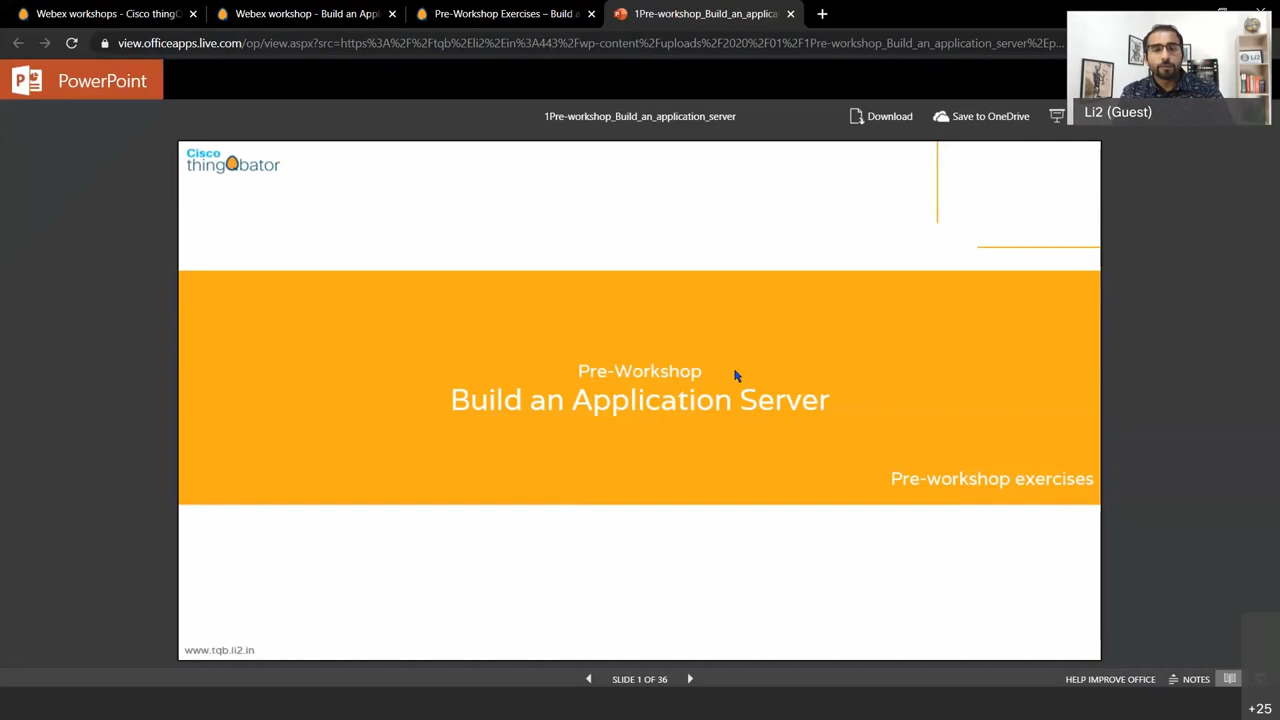 Webex workshops - Cisco thingC
Webex workshop - Build an Appl
Pre-Workshop Exercises – Build a
1Pre-workshop_Build_an_applica
view.officeapps.live.com/op/view.aspx?src=https%3A%2F%2Ftqb%2Eli2%2Ein%3A443%2Fwp-content%2Fuploads%2F2020%2F01%2F1Pre-workshop_Build_an_application_server%2Ep...
PowerPoint
Li2 (Guest)
1Pre-workshop_Build_an_application_server
Download
Save to OneDrive
Cisco
thingQbator
Pre-Workshop
Build an Application Server
Pre-workshop exercises
www.tqb.li2.in
SLIDE 1 OF 36
HELP IMPROVE OFFICE
NOTES
+25